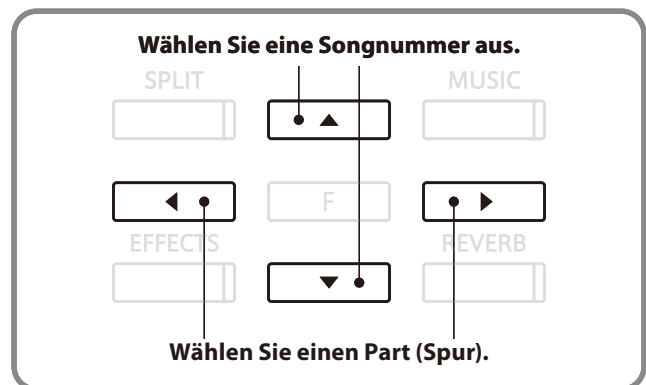 Wählen Sie eine Songnummer aus.
SPLIT
MUSIC
F
EFFECTS
REVERB
Wählen Sie einen Part (Spur).